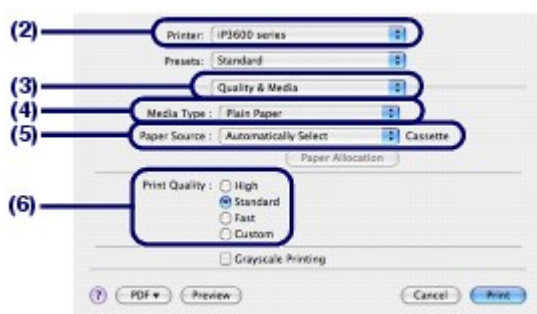 (2) Printer: iP3600 series
Presets: Standard
(3) Quality & Media
(4) Media Type : Plain Paper
(5) Paper Source : Automatically Select Cassette
Paper Allocation
(6) Print Quality : High
Standard
Fast
Custom
Grayscale Printing
? PDF ▾ Preview Cancel Print